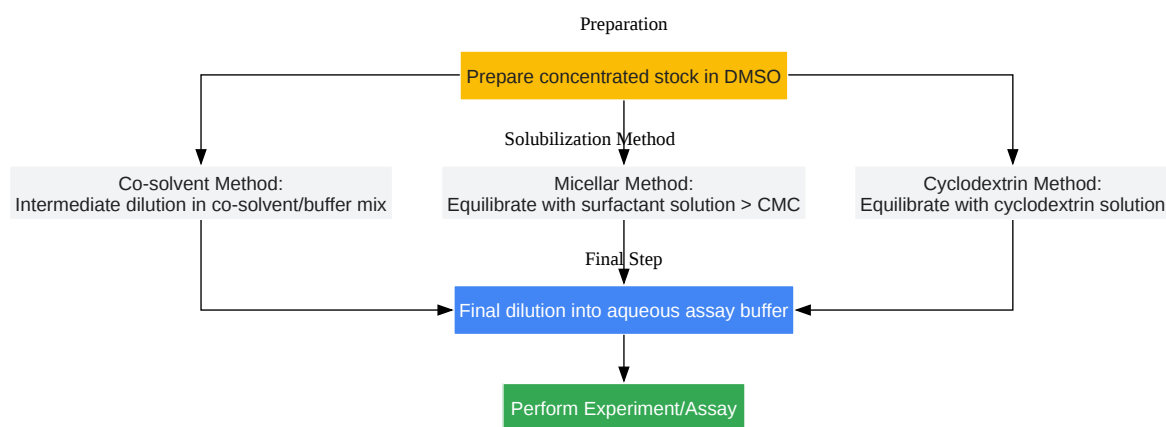 Preparation
Prepare concentrated stock in DMSO
Solubilization Method
Co-solvent Method:
Intermediate dilution in co-solvent/buffer mix
Micellar Method:
Equilibrate with surfactant solution > CMC
Cyclodextrin Method:
Equilibrate with cyclodextrin solution
Final Step
Final dilution into aqueous assay buffer
Perform Experiment/Assay